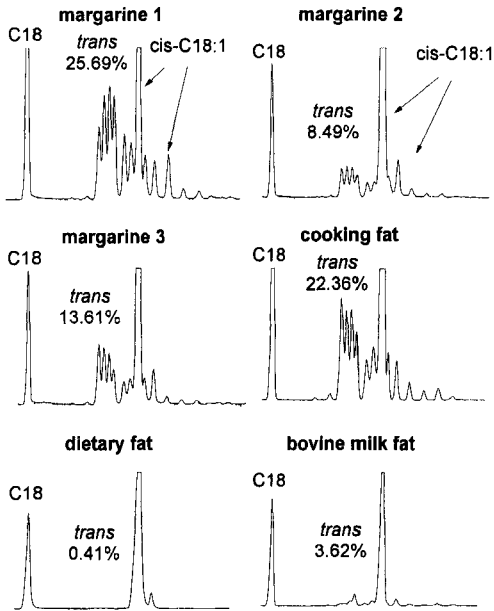 margarine 1
C18
trans
25.69%
cis-C18:1
margarine 2
C18
cis-C18:1
trans
8.49%
margarine 3
C18
trans
13.61%
cooking fat
C18
trans
22.36%
dietary fat
C18
trans
0.41%
bovine milk fat
C18
trans
3.62%